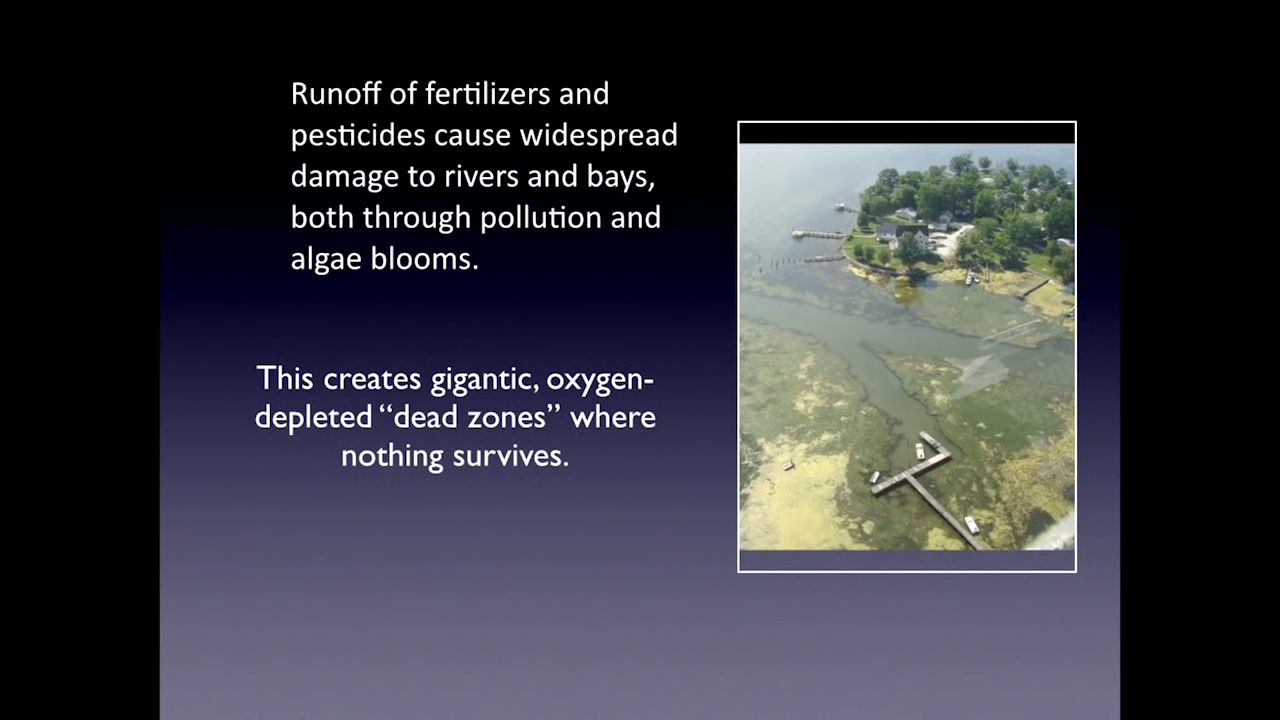 Runoff of fertilizers and
pesticides cause widespread
damage to rivers and bays,
both through pollution and
algae blooms.
This creates gigantic, oxygen-
depleted “dead zones” where
nothing survives.